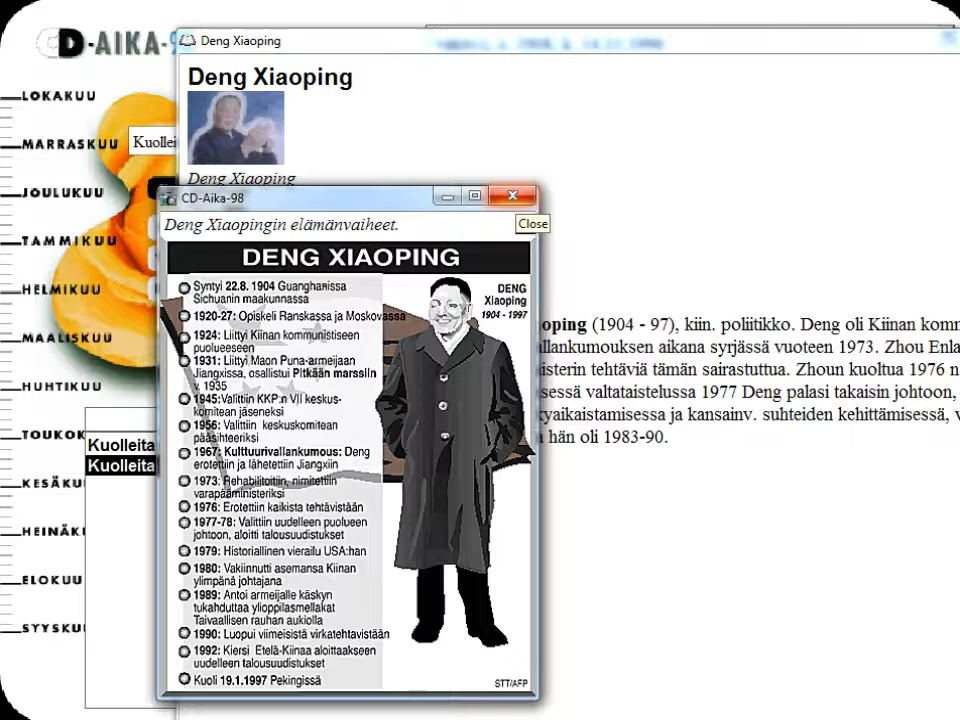 CD-AIKA-9
Deng Xiaoping
Deng Xiaoping
Deng Xiaoping
LOKAKUU
MARRASKUU
Kuollei
JOULUKUU
TAMMIKUU
HELMIKUU
MAALISKUU
HUHTIKUU
TOUKOK
KESÄKU
HEINÄK
ELOKUU
SYYSKU
Kuolleita
Kuolleita
CD-Aika-98
Close
Deng Xiaopingin elämänvaiheet.
DENG XIAOPING
Syntyi 22.8. 1904 Guanghanissa
Sichuanin maakunnassa
1920-27: Opiskeli Ranskassa ja Moskovassa
1924: Liittyi Kiinan kommunistiseen
puolueeseen
1931: Liittyi Maon Puna-armeijaan
Jiangxissa, osallistui Pitkään marssiin
v. 1935
1945:Valittiin KKP:n VII keskus-
komitean jäseneksi
1956: Valittiin keskuskomitean
pääsihteeriksi
1967: Kulttuurivallankumous: Deng
erotettiin ja lähetettiin Jiangxiin
1973: Rehabilitoitiin, nimitettiin
varapääministeriksi
1976: Erotettiin kaikista tehtävistään
1977-78: Valittiin uudelleen puolueen
johtoon, aloitti talousuudistukset
1979: Historiallinen vierailu USA:han
1980: Vakiinnutti asemansa Kiinan
ylimpänä johtajana
1989: Antoi armeijalle käskyn
tukahduttaa ylioppilasmellakat
Taivaallisen rauhan aukiolla
1990: Luopui viimeisistä virkatehtavistään
1992: Kiersi Etelä-Kiinaa aloittaakseen
uudelleen talousuudistukset
Kuoli 19.1.1997 Pekingissä
DENG
Xiaoping
1904 - 1997
STT/AFP
oping (1904 - 97), kiin. poliitikko. Deng oli Kiinan komm
allankumouksen aikana syrjässä vuoteen 1973. Zhou Enla
isterin tehtäviä tämän sairastuttua. Zhoun kuoltua 1976 n
sessä valtataistelussa 1977 Deng palasi takaisin johtoon,
kyaikaistamisessa ja kansainv. suhteiden kehittämisessä, v
hän oli 1983-90.